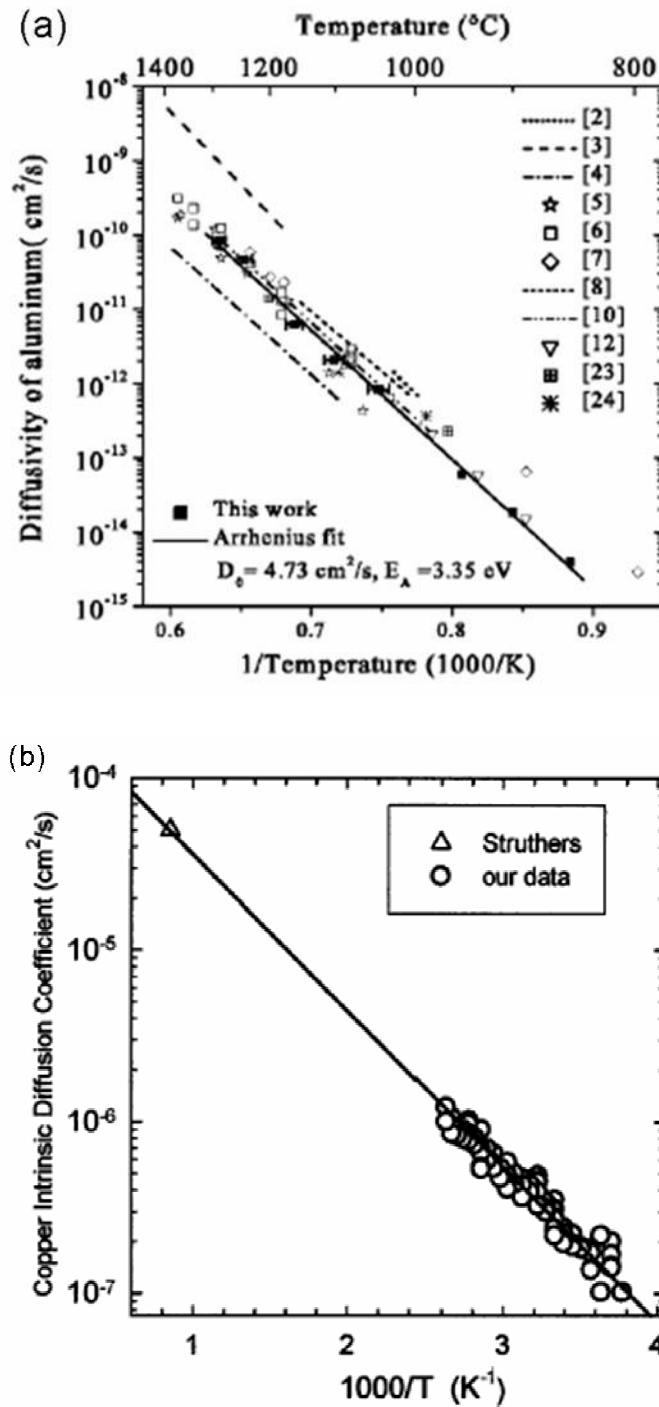 (a)
Temperature (°C)
1400 1200 1000 800
10⁻⁸
10⁻⁹
10⁻¹⁰
10⁻¹¹
10⁻¹²
10⁻¹³
10⁻¹⁴
10⁻¹⁵
Diffusivity of aluminum( cm²/s)
[2]
[3]
[4]
[5]
[6]
[7]
[8]
[10]
[12]
[23]
[24]
This work
Arrhenius fit
D₀= 4.73 cm²/s, E_A =3.35 eV
0.6 0.7 0.8 0.9
1/Temperature (1000/K)
(b)
10⁻⁴
10⁻⁵
10⁻⁶
10⁻⁷
Copper Intrinsic Diffusion Coefficient (cm²/s)
Struthers
our data
1 2 3 4
1000/T (K⁻¹)